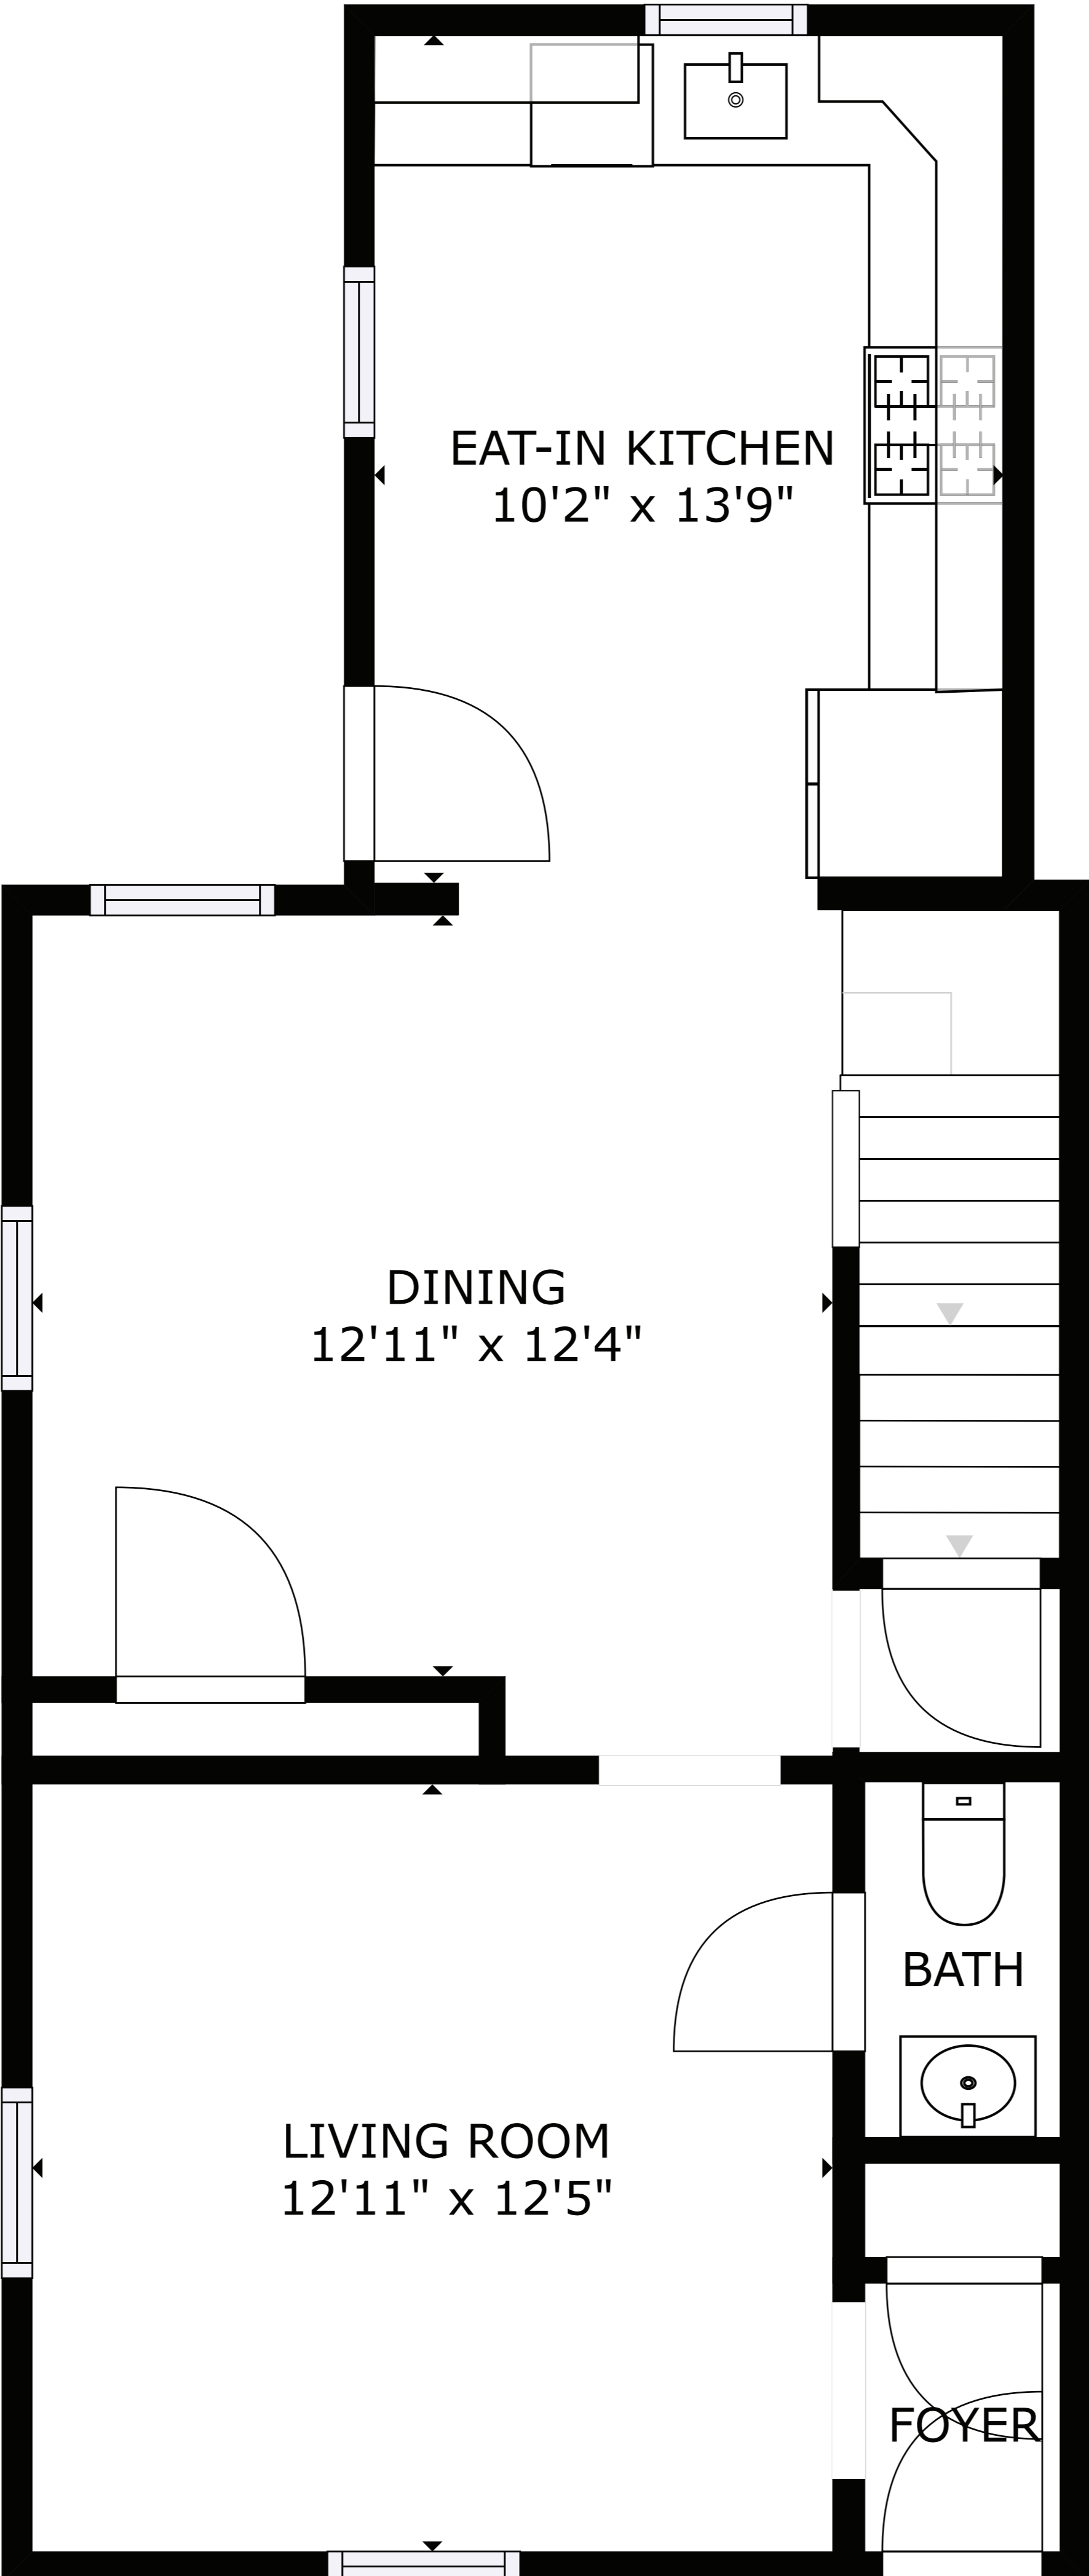 EAT-IN KITCHEN
10'2" x 13'9"
DINING
12'11" x 12'4"
BATH
LIVING ROOM
12'11" x 12'5"
FOYER